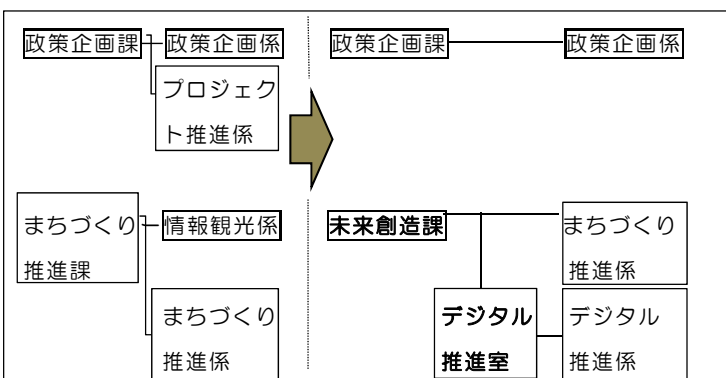 政策企画課 政策企画係
プロジェク
ト推進係
まちづくり 情報観光係
推進課
まちづくり
推進係
政策企画課 政策企画係
未来創造課 まちづくり
推進係
デジタル デジタル
推進室 推進係